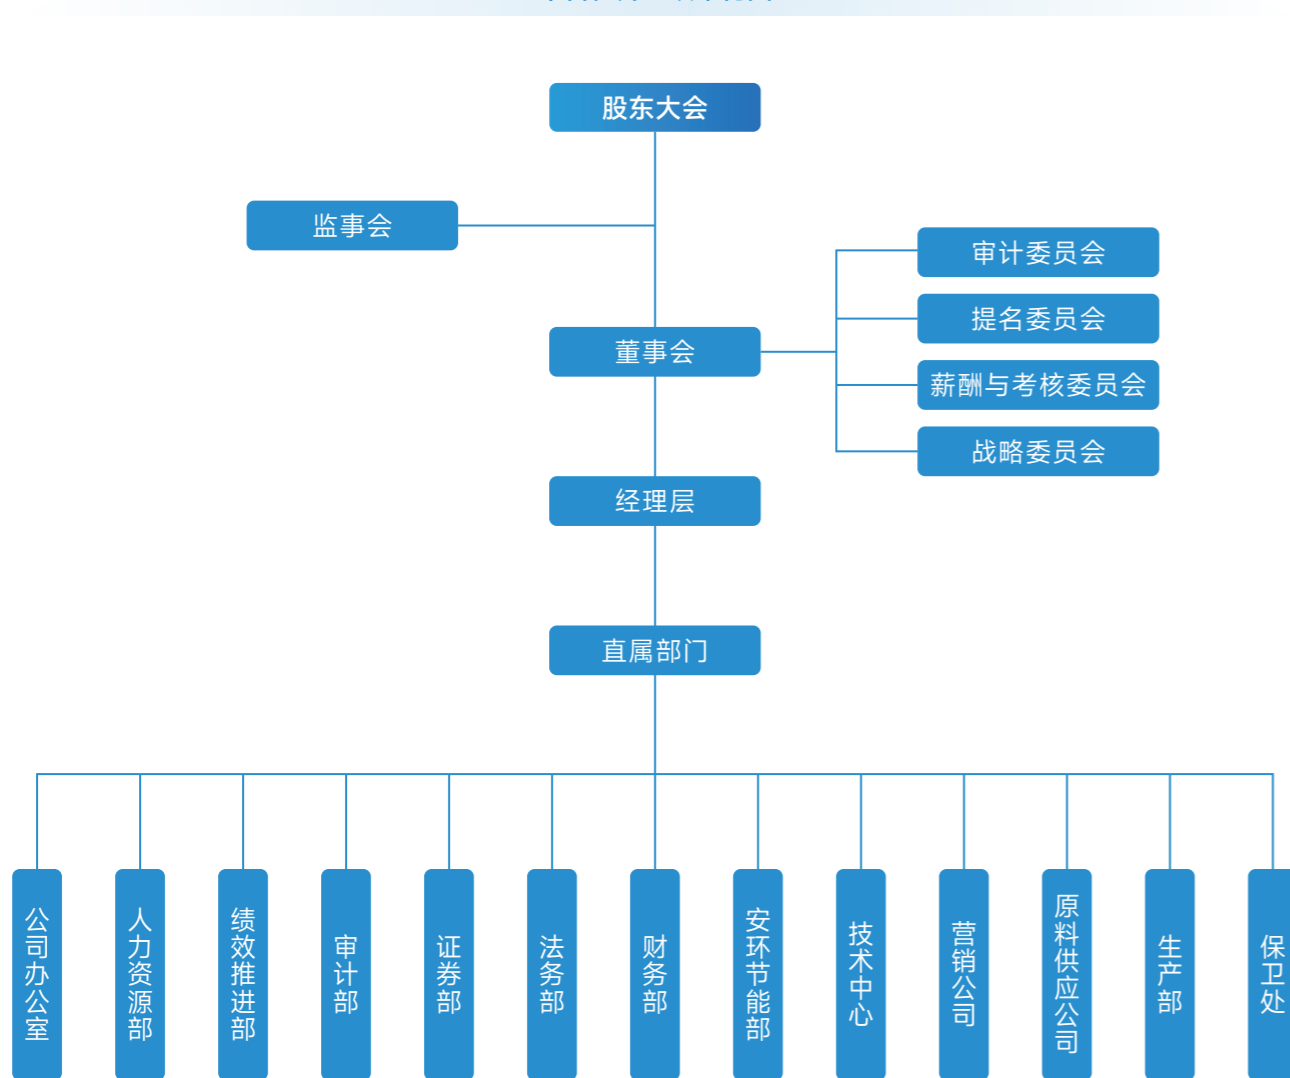 股东大会
监事会
审计委员会
提名委员会
董事会
薪酬与考核委员会
战略委员会
经理层
直属部门
公司办公室
人力资源部
绩效推进部
审计部
证券部
法务部
财务部
安环节能部
技术中心
营销公司
原料供应公司
生产部
保卫处